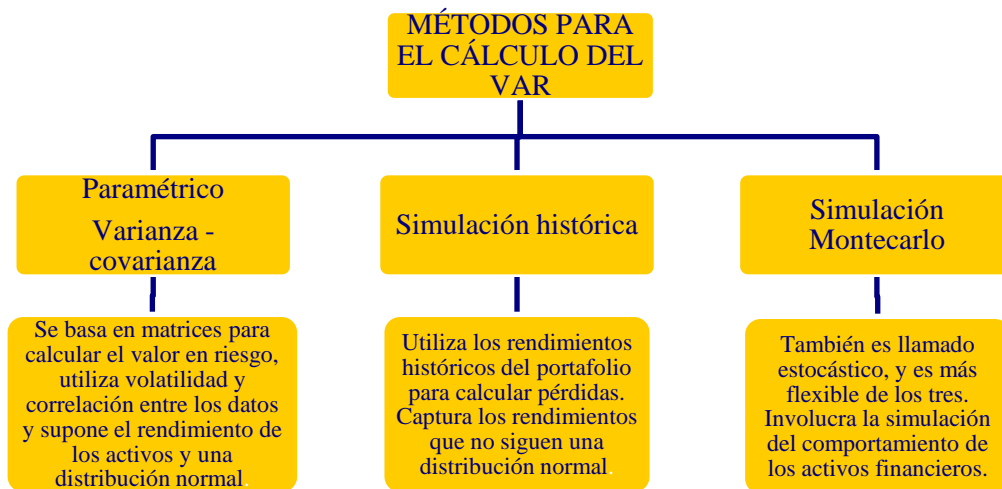 MÉTODOS PARA
EL CÁLCULO DEL
VAR
Paramétrico
Varianza -
covarianza
Simulación histórica
Simulación
Montecarlo
Se basa en matrices para
calcular el valor en riesgo,
utiliza volatilidad y
correlación entre los datos
y supone el rendimiento de
los activos y una
distribución normal.
Utiliza los rendimientos
históricos del portafolio
para calcular pérdidas.
Captura los rendimientos
que no siguen una
distribución normal.
También es llamado
estocástico, y es más
flexible de los tres.
Involucra la simulación
del comportamiento de
los activos financieros.